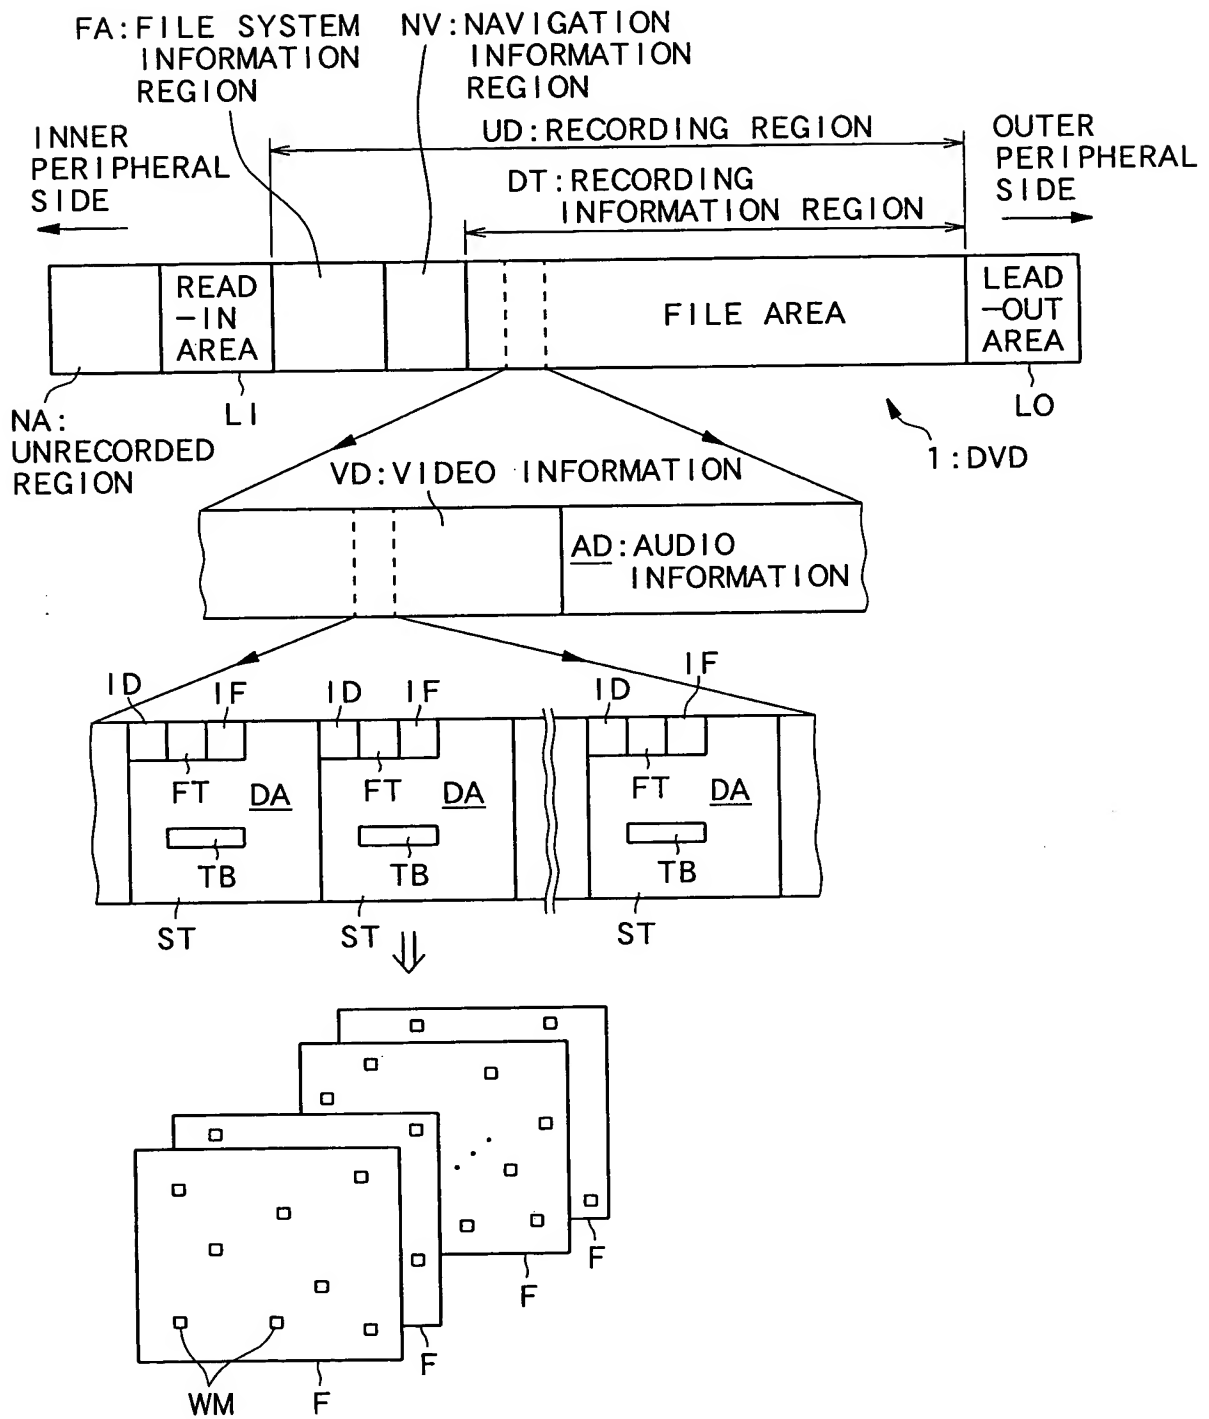 FA:FILE SYSTEM
INFORMATION
REGION
NV:NAVIGATION
INFORMATION
REGION
INNER
PERIPHERAL
SIDE
UD:RECORDING REGION
DT:RECORDING
INFORMATION REGION
OUTER
PERIPHERAL
SIDE
READ
-IN
AREA
FILE AREA
LEAD
-OUT
AREA
NA:
UNRECORDED
REGION
LI
LO
1:DVD
VD:VIDEO INFORMATION
AD:AUDIO
INFORMATION
ID
IF
ID
IF
ID
IF
FT
DA
FT
DA
FT
DA
TB
TB
TB
ST
ST
ST
F
F
F
F
WM